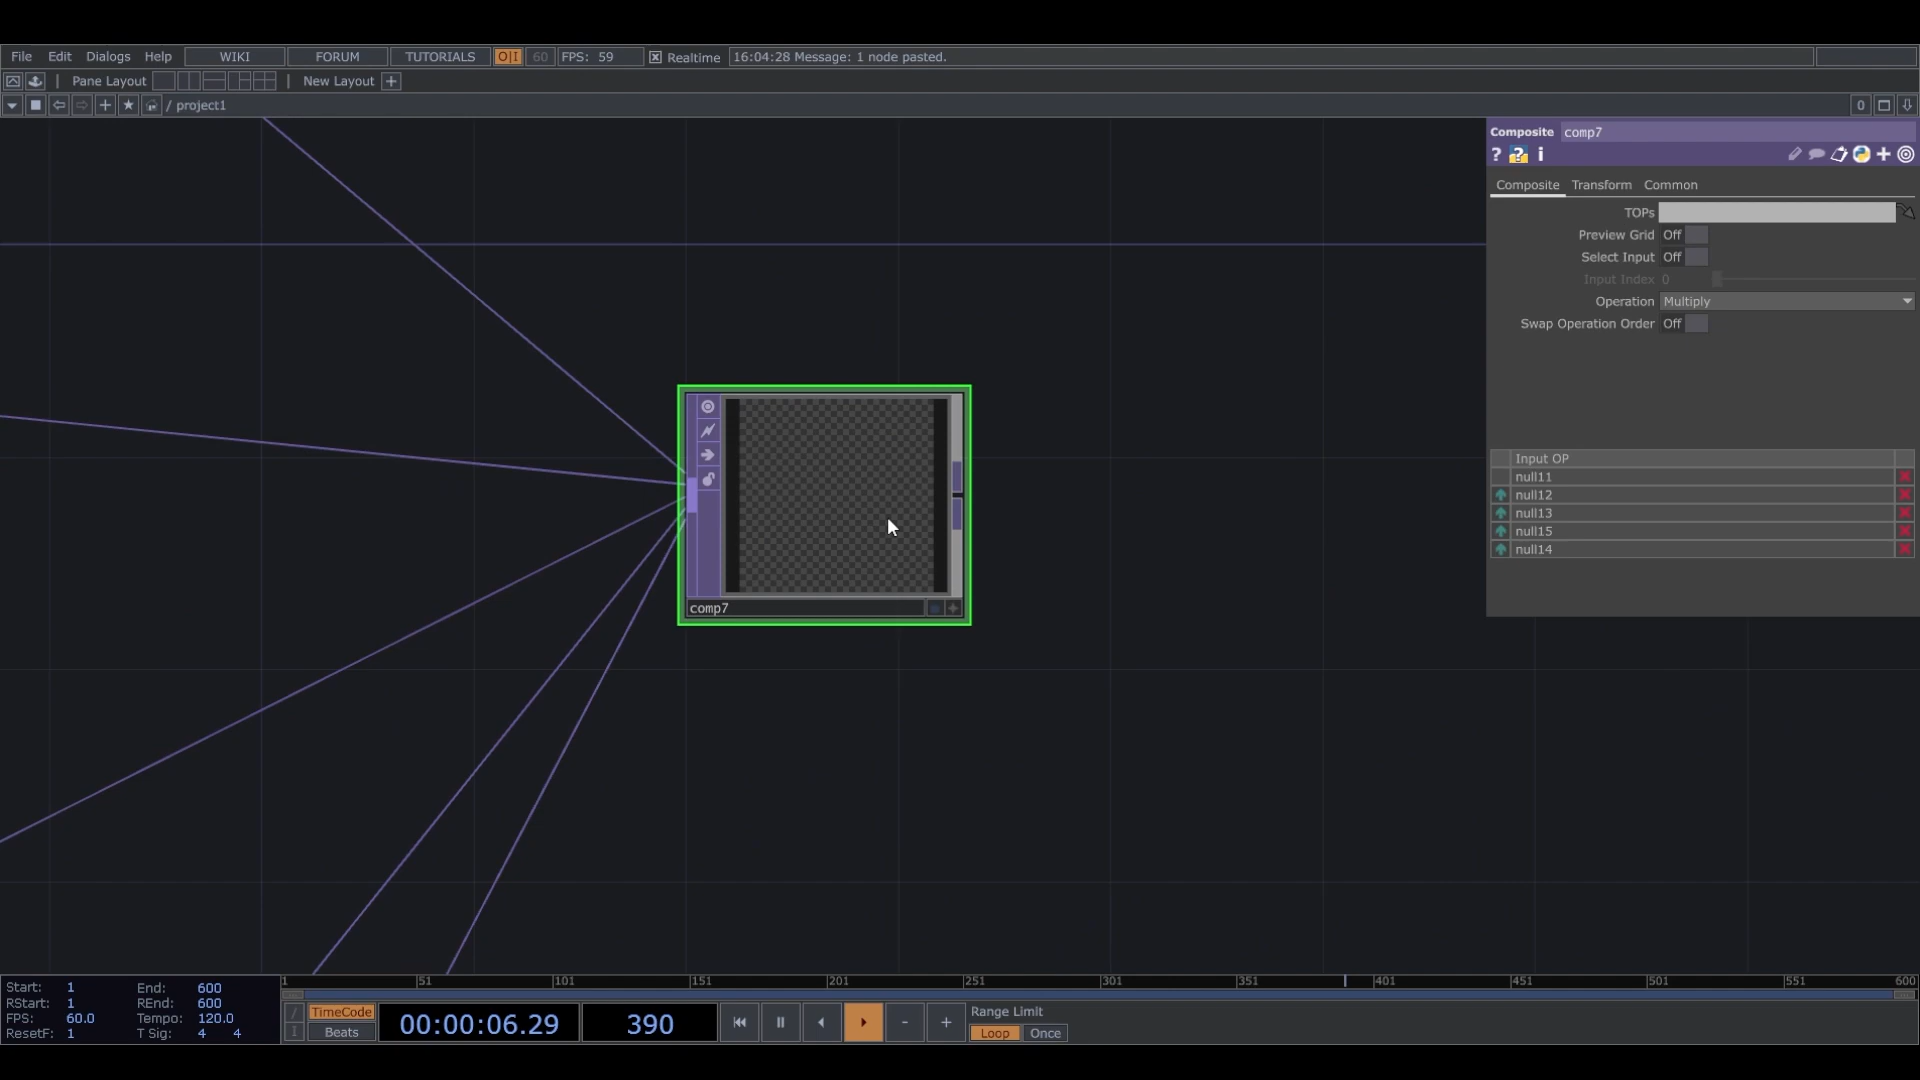 File Edit Dialogs Help WIKI FORUM TUTORIALS O|I 60 FPS: 59 Realtime 16:04:28 Message: 1 node pasted.
Pane Layout New Layout
/ project1 0
Composite comp7
? ? i
Composite Transform Common
TOPs
Preview Grid Off
Select Input Off
Input Index 0
Operation Multiply
Swap Operation Order Off
Input OP
null11
null12
null13
null15
null14
comp7
1 51 101 151 201 251 301 351 401 451 501 551 600
Start: 1 End: 600
RStart: 1 REnd: 600
FPS: 60.0 Tempo: 120.0
ResetF: 1 T Sig: 4 4
TimeCode
Beats
00:00:06.29 390
Range Limit
Loop Once